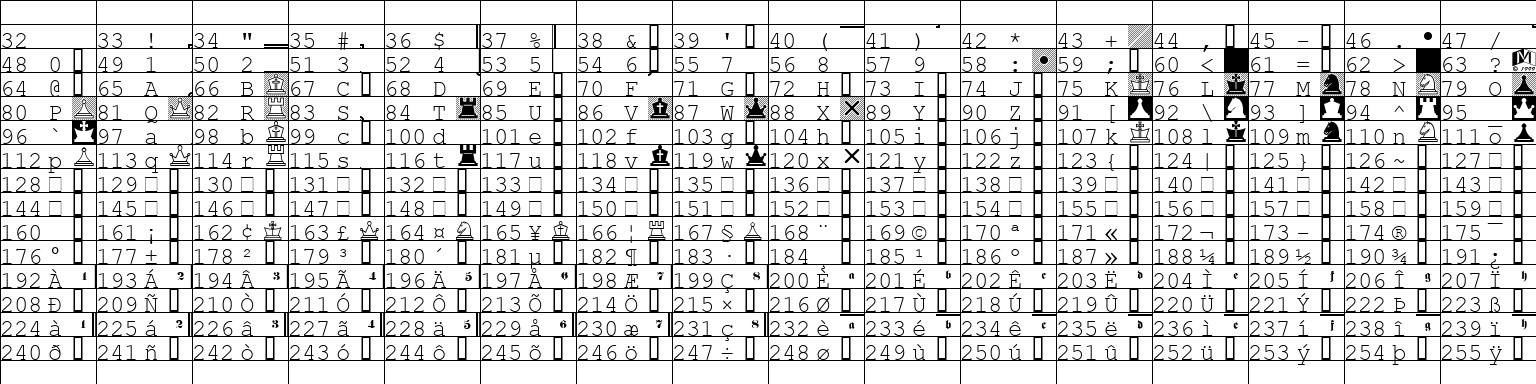 32 33 ! 34 " 35 # 36 $ 37 % 38 & 39 ' 40 ( 41 ) 42 * 43 + 44 , 45 - 46 . 47 /
48 0 49 1 50 2 51 3 52 4 53 5 54 6 55 7 56 8 57 9 58 : 59 ; 60 < 61 = 62 > 63 ?
64 @ 65 A 66 B 67 C 68 D 69 E 70 F 71 G 72 H 73 I 74 J 75 K 76 L 77 M 78 N 79 O
80 P 81 Q 82 R 83 S 84 T 85 U 86 V 87 W 88 X 89 Y 90 Z 91 [ 92 \ 93 ] 94 ^ 95
96 ` 97 a 98 b 99 c 100 d 101 e 102 f 103 g 104 h 105 i 106 j 107 k 108 l 109 m 110 n 111 o
112 p 113 q 114 r 115 s 116 t 117 u 118 v 119 w 120 x 121 y 122 z 123 { 124 | 125 } 126 ~ 127 □
128 □ 129 □ 130 □ 131 □ 132 □ 133 □ 134 □ 135 □ 136 □ 137 □ 138 □ 139 □ 140 □ 141 □ 142 □ 143 □
144 □ 145 □ 146 □ 147 □ 148 □ 149 □ 150 □ 151 □ 152 □ 153 □ 154 □ 155 □ 156 □ 157 □ 158 □ 159 □
160 161 ¡ 162 ¢ 163 £ 164 ¤ 165 ¥ 166 ¦ 167 § 168 ¨ 169 © 170 ª 171 « 172 ¬ 173 - 174 ® 175 ¯
176 ° 177 ± 178 ² 179 ³ 180 ´ 181 µ 182 ¶ 183 · 184 185 ¹ 186 º 187 » 188 ¼ 189 ½ 190 ¾ 191 ¿
192 À 1 193 Á 2 194 Â 3 195 Ã 4 196 Ä 5 197 Å 6 198 Æ 7 199 Ç 8 200 È a 201 É b 202 Ê c 203 Ë d 204 Ì e 205 Í f 206 Î g 207 Ï h
208 Ð 209 Ñ 210 Ò 211 Ó 212 Ô 213 Õ 214 Ö 215 × 216 Ø 217 Ù 218 Ú 219 Û 220 Ü 221 Ý 222 Þ 223 ß
224 à 1 225 á 2 226 â 3 227 ã 4 228 ä 5 229 å 6 230 æ 7 231 ç 8 232 è a 233 é b 234 ê c 235 ë d 236 ì e 237 í f 238 î g 239 ï h
240 ð 241 ñ 242 ò 243 ó 244 ô 245 õ 246 ö 247 ÷ 248 ø 249 ù 250 ú 251 û 252 ü 253 ý 254 þ 255 ÿ